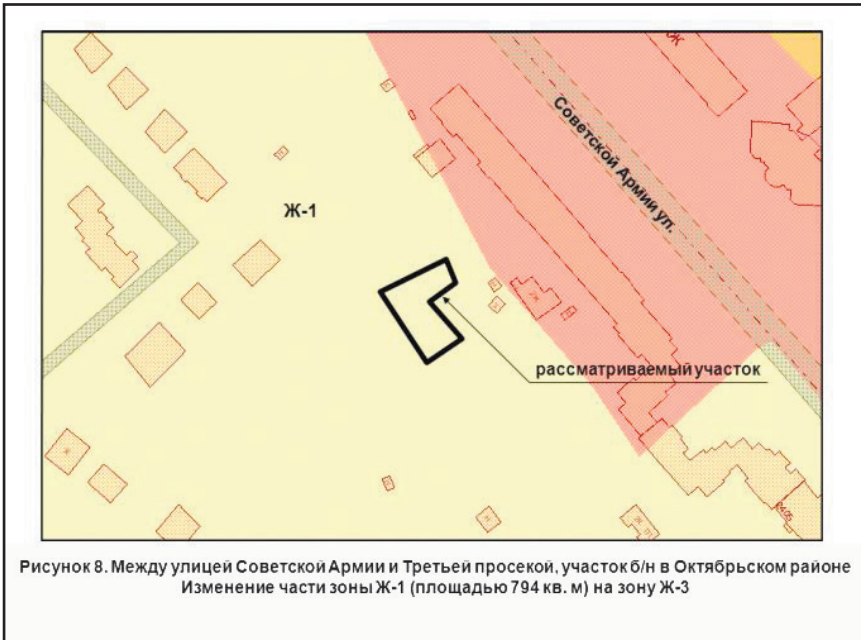 Ж-1
Советской Армии ул.
рассматриваемый участок
Рисунок 8. Между улицей Советской Армии и Третьей просекой, участок б/н в Октябрьском районе
Изменение части зоны Ж-1 (площадью 794 кв. м) на зону Ж-3